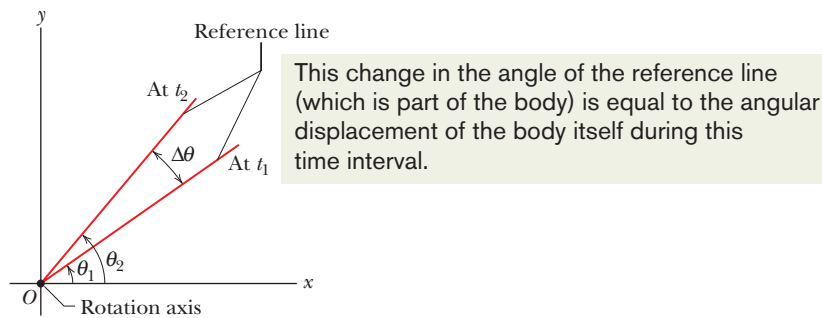 y
Reference line
This change in the angle of the reference line
(which is part of the body) is equal to the angular
displacement of the body itself during this
time interval.
At t2
Δθ
At t1
θ1
θ2
x
O
Rotation axis